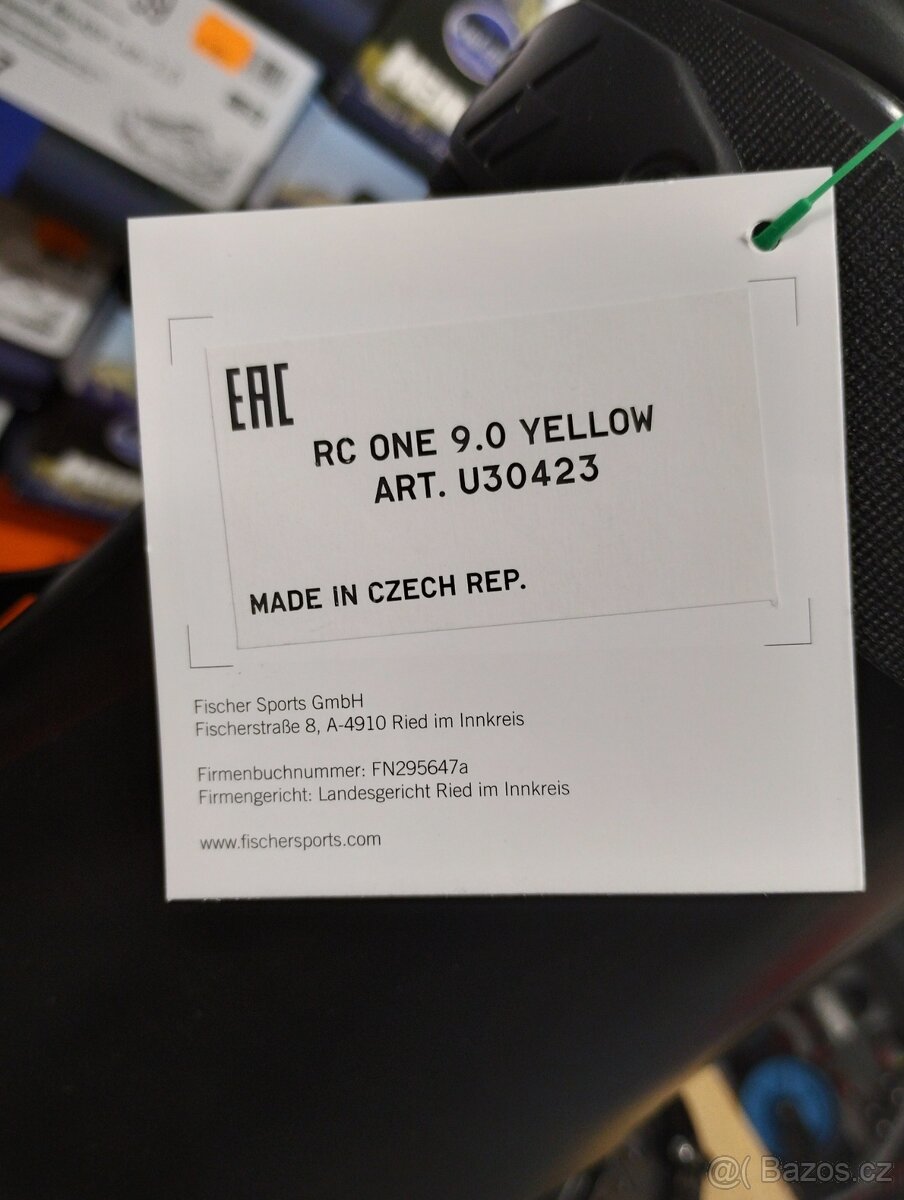 EAC
RC ONE 9.0 YELLOW
ART. U30423
MADE IN CZECH REP.
Fischer Sports GmbH
Fischerstraße 8, A-4910 Ried im Innkreis
Firmenbuchnummer: FN295647a
Firmengericht: Landesgericht Ried im Innkreis
www.fischersports.com
@( Bazos.cz